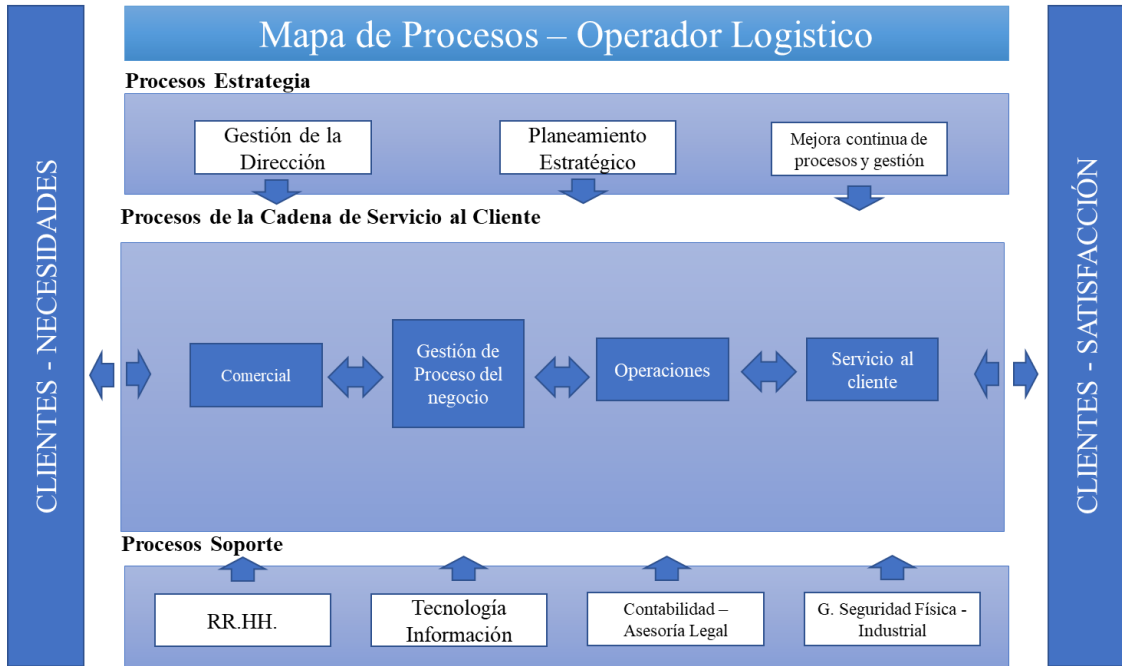 Mapa de Procesos – Operador Logistico
Procesos Estrategia
Gestión de la
Dirección
Planeamiento
Estratégico
Mejora continua de
procesos y gestión
Procesos de la Cadena de Servicio al Cliente
CLIENTES - NECESIDADES
Comercial
Gestión de
Proceso del
negocio
Operaciones
Servicio al
cliente
CLIENTES - SATISFACCIÓN
Procesos Soporte
RR.HH.
Tecnología
Información
Contabilidad –
Asesoría Legal
G. Seguridad Física -
Industrial